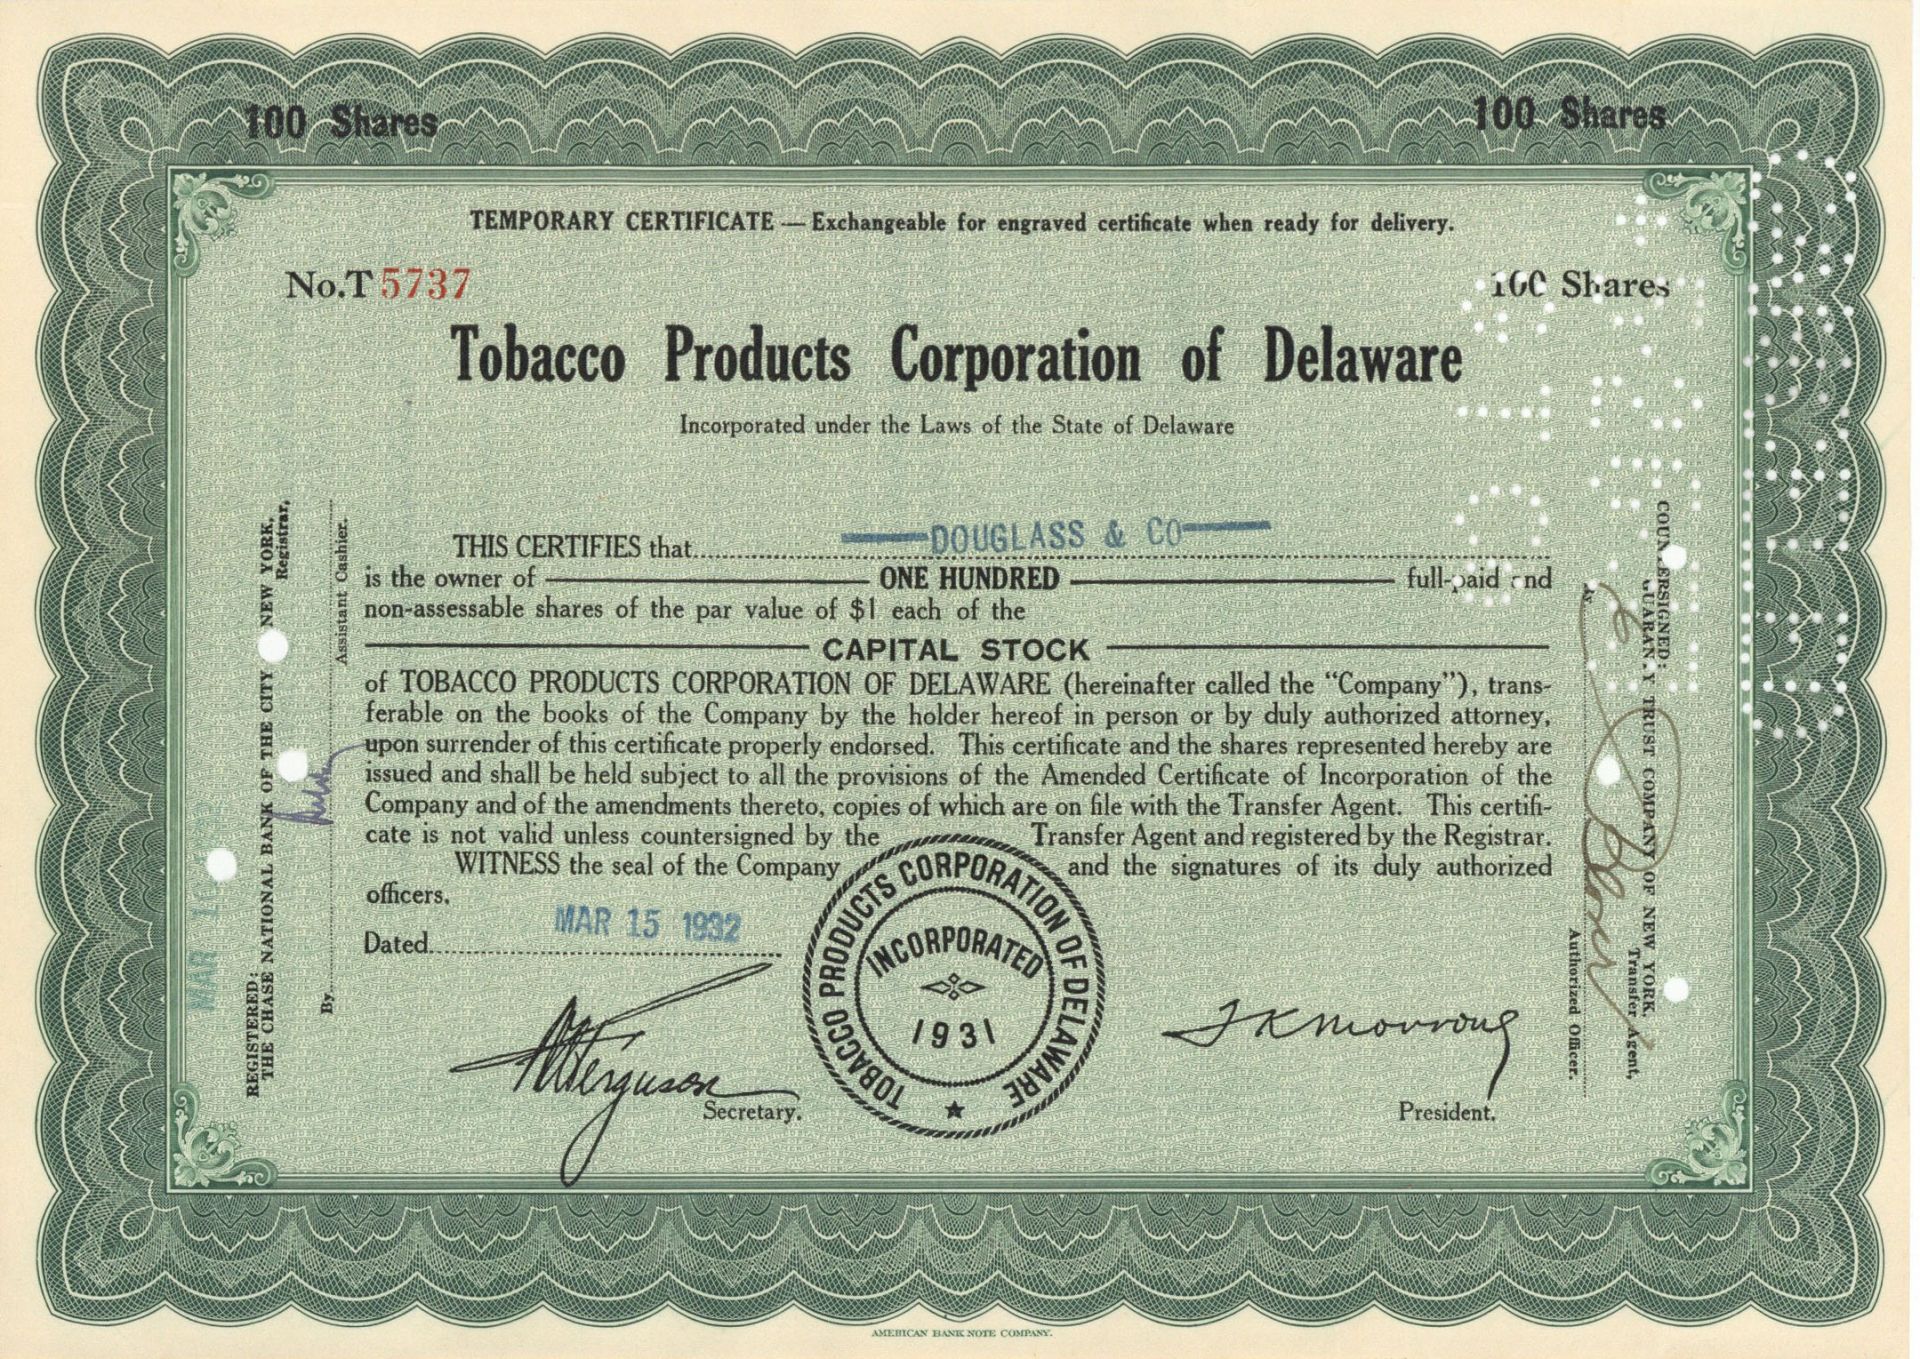 100 Shares 100 Shares
TEMPORARY CERTIFICATE — Exchangeable for engraved certificate when ready for delivery.
No. T 5737 100 Shares
Tobacco Products Corporation of Delaware
Incorporated under the Laws of the State of Delaware
THIS CERTIFIES that DOUGLASS & CO
is the owner of ONE HUNDRED full-paid and
non-assessable shares of the par value of $1 each of the
CAPITAL STOCK
of TOBACCO PRODUCTS CORPORATION OF DELAWARE (hereinafter called the “Company”), trans-
ferable on the books of the Company by the holder hereof in person or by duly authorized attorney,
upon surrender of this certificate properly endorsed. This certificate and the shares represented hereby are
issued and shall be held subject to all the provisions of the Amended Certificate of Incorporation of the
Company and of the amendments thereto, copies of which are on file with the Transfer Agent. This certifi-
cate is not valid unless countersigned by the Transfer Agent and registered by the Registrar.
WITNESS the seal of the Company and the signatures of its duly authorized
officers.
Dated MAR 15 1932
Ferguson
Secretary.
TOBACCO PRODUCTS CORPORATION OF DELAWARE
INCORPORATED
1931
President.
REGISTERED:
THE CHASE NATIONAL BANK OF THE CITY NEW YORK,
Registrar,
By
Assistant Cashier.
MAR
COUNTERSIGNED:
GUARANTY TRUST COMPANY OF NEW YORK,
Transfer Agent,
By
Authorized Officer.
AMERICAN BANK NOTE COMPANY.